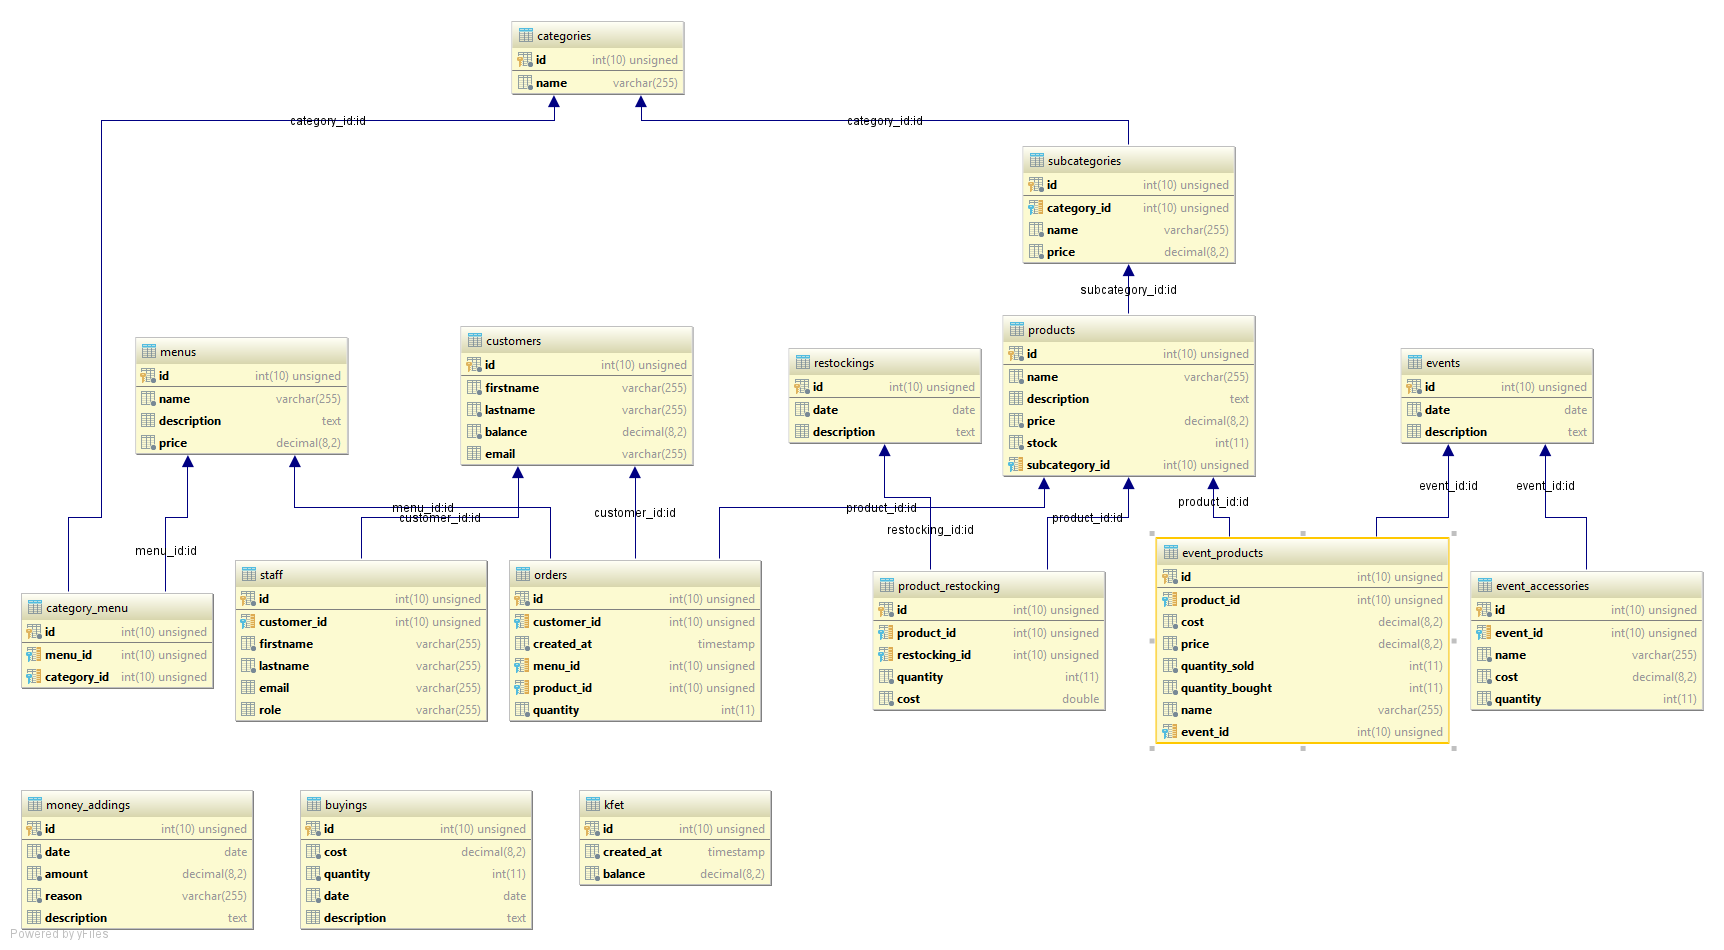 categories
id int(10) unsigned
name varchar(255)
category_id:id
category_id:id
subcategories
id int(10) unsigned
category_id int(10) unsigned
name varchar(255)
price decimal(8,2)
subcategory_id:id
menus
id int(10) unsigned
name varchar(255)
description text
price decimal(8,2)
customers
id int(10) unsigned
firstname varchar(255)
lastname varchar(255)
balance decimal(8,2)
email varchar(255)
restockings
id int(10) unsigned
date date
description text
products
id int(10) unsigned
name varchar(255)
description text
price decimal(8,2)
stock int(11)
subcategory_id int(10) unsigned
events
id int(10) unsigned
date date
description text
menu_id:id
menu_id:id
customer_id:id
customer_id:id
product_id:id
restocking_id:id
product_id:id
product_id:id
event_id:id
event_id:id
category_menu
id int(10) unsigned
menu_id int(10) unsigned
category_id int(10) unsigned
staff
id int(10) unsigned
customer_id int(10) unsigned
firstname varchar(255)
lastname varchar(255)
email varchar(255)
role varchar(255)
orders
id int(10) unsigned
customer_id int(10) unsigned
created_at timestamp
menu_id int(10) unsigned
product_id int(10) unsigned
quantity int(11)
product_restocking
id int(10) unsigned
product_id int(10) unsigned
restocking_id int(10) unsigned
quantity int(11)
cost double
event_products
id int(10) unsigned
product_id int(10) unsigned
cost decimal(8,2)
price decimal(8,2)
quantity_sold int(11)
quantity_bought int(11)
name varchar(255)
event_id int(10) unsigned
event_accessories
id int(10) unsigned
event_id int(10) unsigned
name varchar(255)
cost decimal(8,2)
quantity int(11)
money_addings
id int(10) unsigned
date date
amount decimal(8,2)
reason varchar(255)
description text
buyings
id int(10) unsigned
cost decimal(8,2)
quantity int(11)
date date
description text
kfet
id int(10) unsigned
created_at timestamp
balance decimal(8,2)
Powered by yFiles